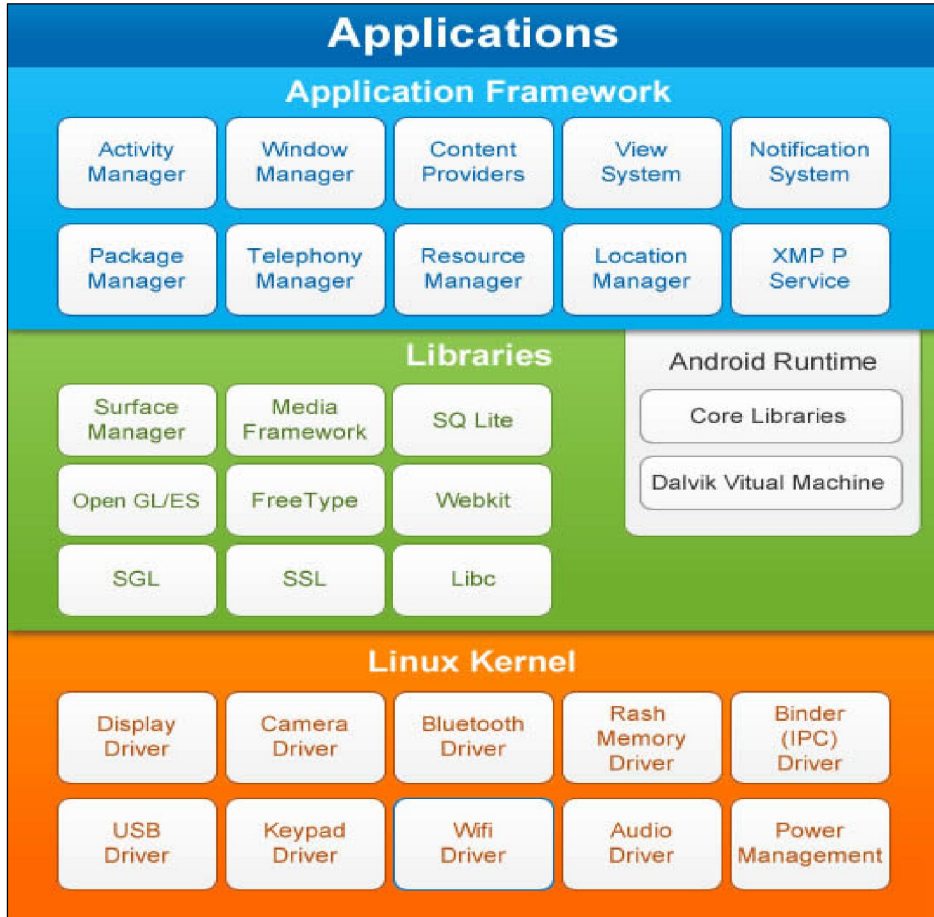 Applications
Application Framework
Activity
Manager
Window
Manager
Content
Providers
View
System
Notification
System
Package
Manager
Telephony
Manager
Resource
Manager
Location
Manager
XMP P
Service
Libraries
Surface
Manager
Media
Framework
SQ Lite
Open GL/ES
FreeType
Webkit
SGL
SSL
Libc
Android Runtime
Core Libraries
Dalvik Vitual Machine
Linux Kernel
Display
Driver
Camera
Driver
Bluetooth
Driver
Rash
Memory
Driver
Binder
(IPC)
Driver
USB
Driver
Keypad
Driver
Wifi
Driver
Audio
Driver
Power
Management